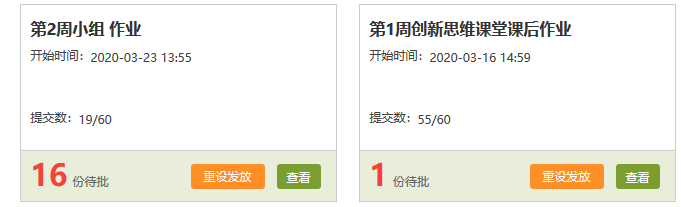 第2周小组 作业
开始时间：2020-03-23 13:55
提交数：19/60
16 份待批
重设发放
查看
第1周创新思维课堂课后作业
开始时间：2020-03-16 14:59
提交数：55/60
1 份待批
重设发放
查看